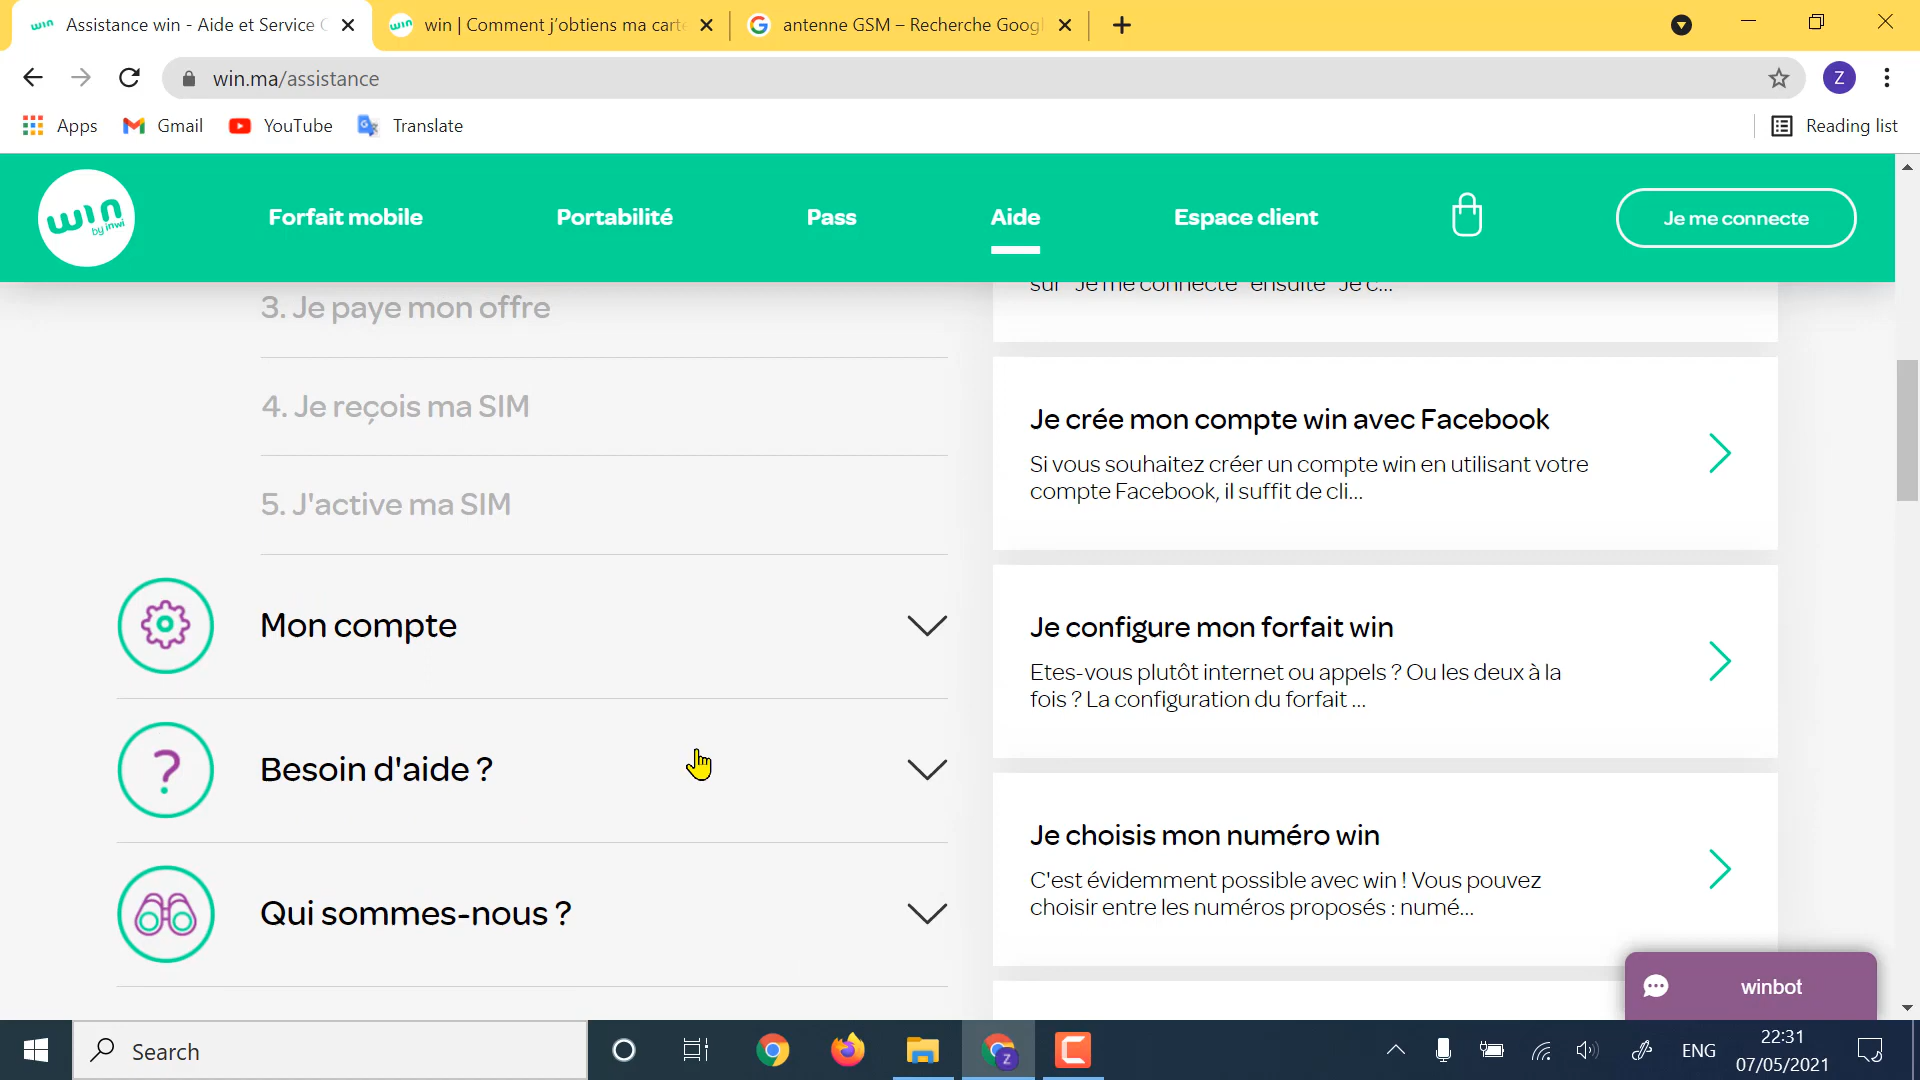 Assistance win - Aide et Service C
win | Comment j'obtiens ma carte
antenne GSM – Recherche Googl
win.ma/assistance
Z
Apps
Gmail
YouTube
Translate
Reading list
win
by inwi
Forfait mobile
Portabilité
Pass
Aide
Espace client
Je me connecte
3. Je paye mon offre
4. Je reçois ma SIM
5. J'active ma SIM
Mon compte
Besoin d'aide ?
Qui sommes-nous ?
sur "Je me connecte" ensuite "Je c...
Je crée mon compte win avec Facebook
Si vous souhaitez créer un compte win en utilisant votre
compte Facebook, il suffit de cli...
Je configure mon forfait win
Etes-vous plutôt internet ou appels ? Ou les deux à la
fois ? La configuration du forfait ...
Je choisis mon numéro win
C'est évidemment possible avec win ! Vous pouvez
choisir entre les numéros proposés : numé...
winbot
Search
ENG
22:31
07/05/2021